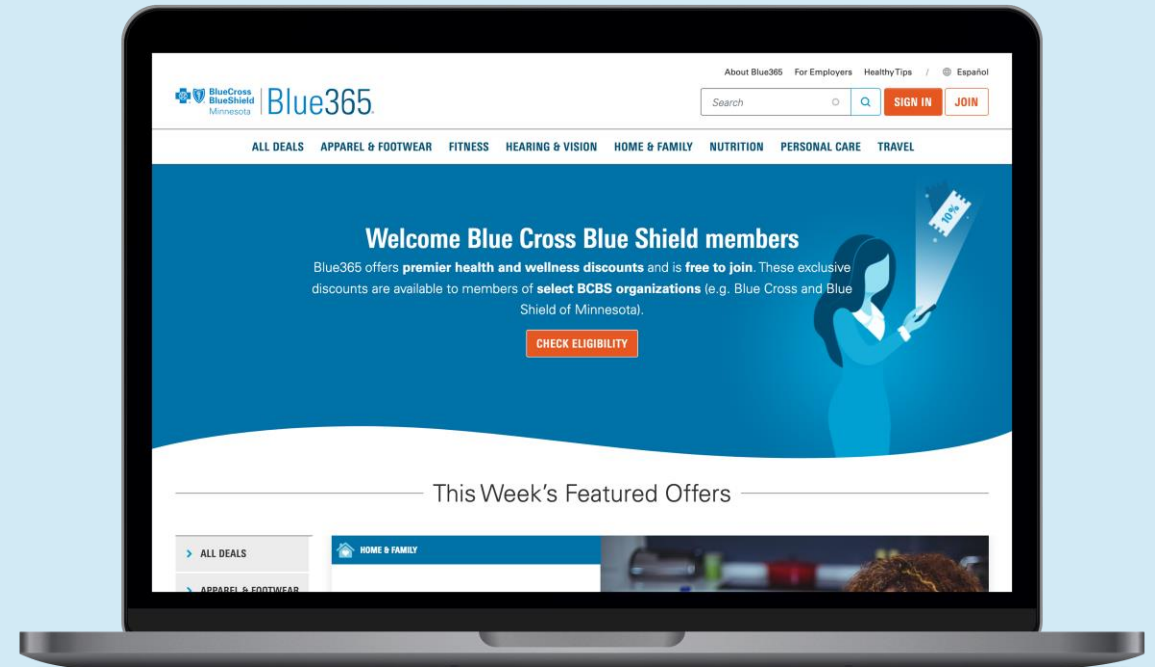 About Blue365 For Employers HealthyTips / Español
BlueCross
BlueShield
Minnesota
Blue365.
Search
SIGN IN
JOIN
ALL DEALS APPAREL & FOOTWEAR FITNESS HEARING & VISION HOME & FAMILY NUTRITION PERSONAL CARE TRAVEL
10%
Welcome Blue Cross Blue Shield members
Blue365 offers premier health and wellness discounts and is free to join. These exclusive
discounts are available to members of select BCBS organizations (e.g. Blue Cross and Blue
Shield of Minnesota).
CHECK ELIGIBILITY
This Week's Featured Offers
ALL DEALS
HOME & FAMILY
APPAREL & FOOTWEAR